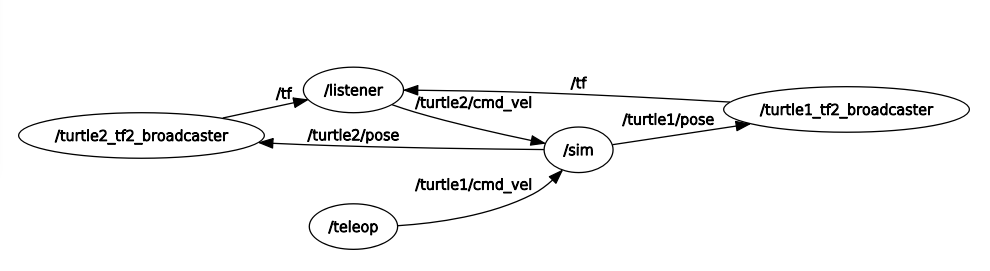 /tf
/listener
/tf
/turtle2/cmd_vel
/turtle1_tf2_broadcaster
/turtle1/pose
/turtle2_tf2_broadcaster
/turtle2/pose
/sim
/turtle1/cmd_vel
/teleop